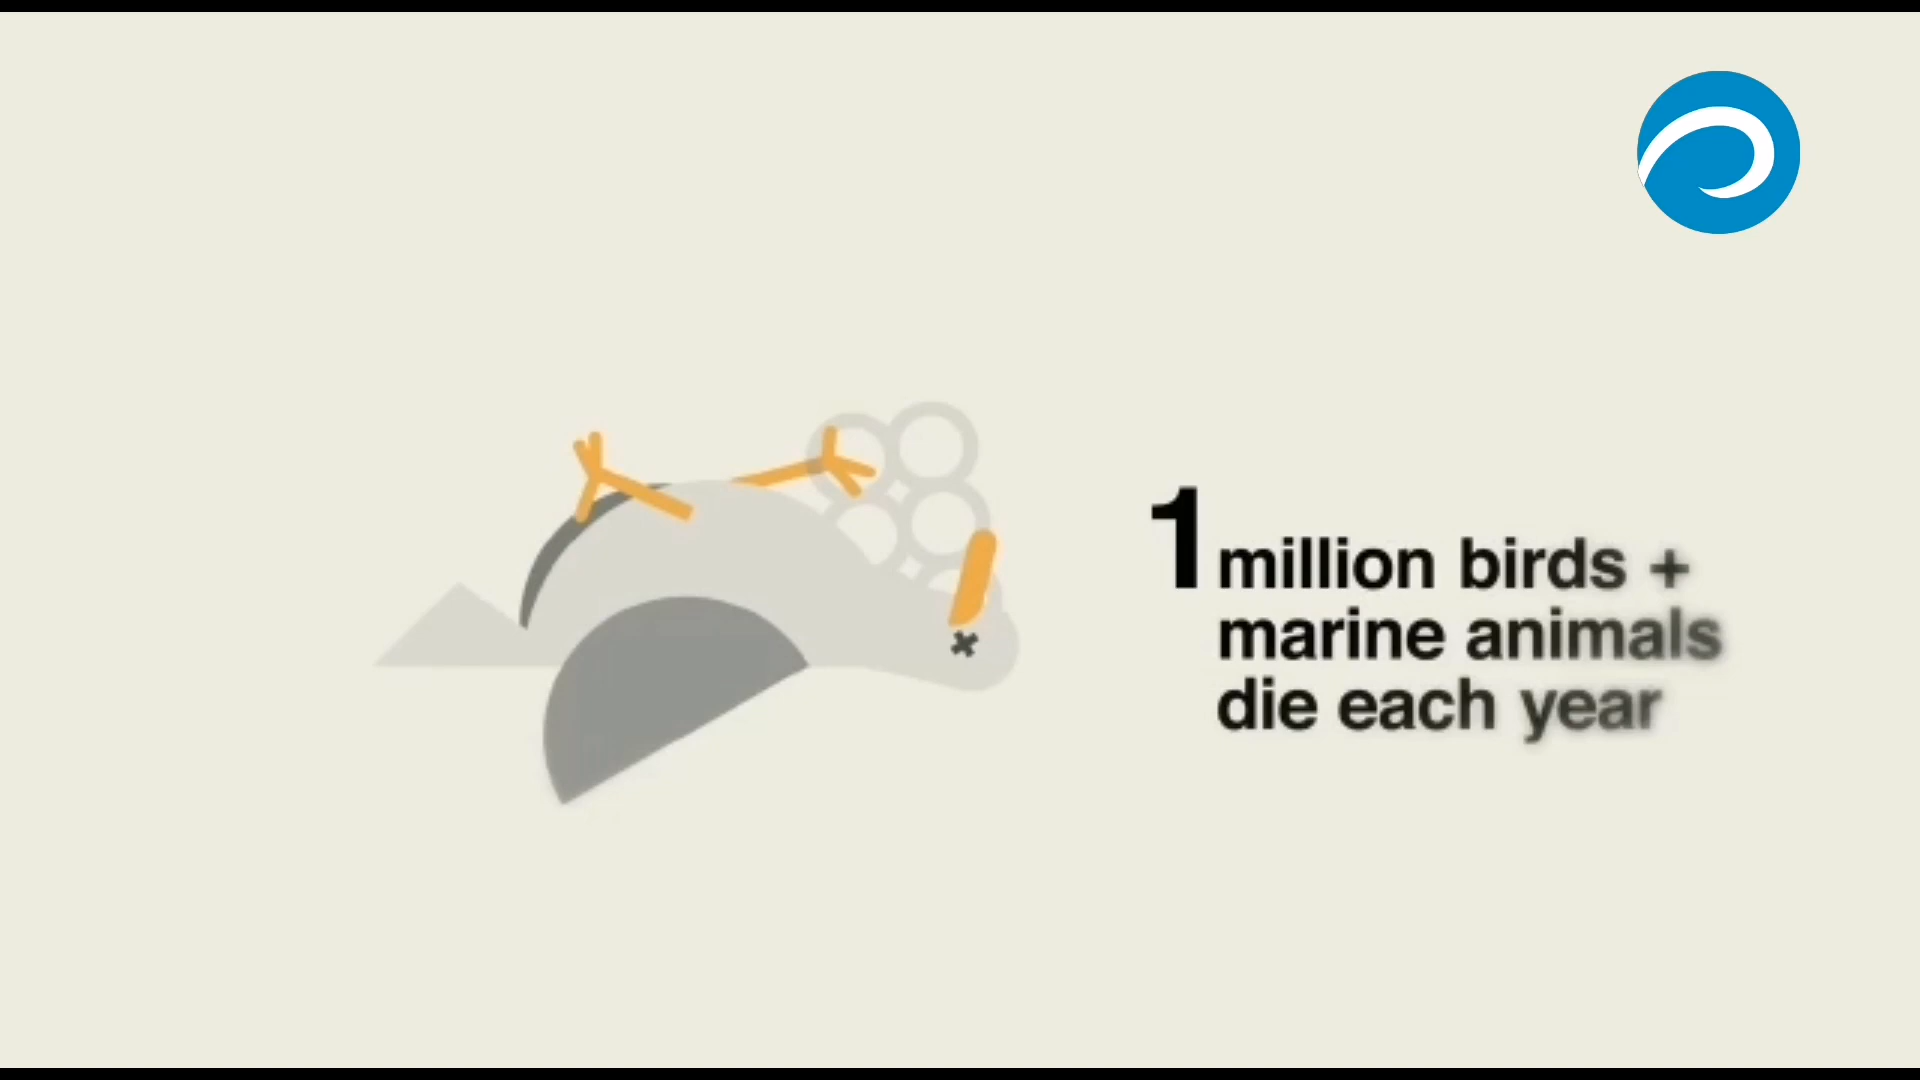 1 million birds +
marine animals
die each year